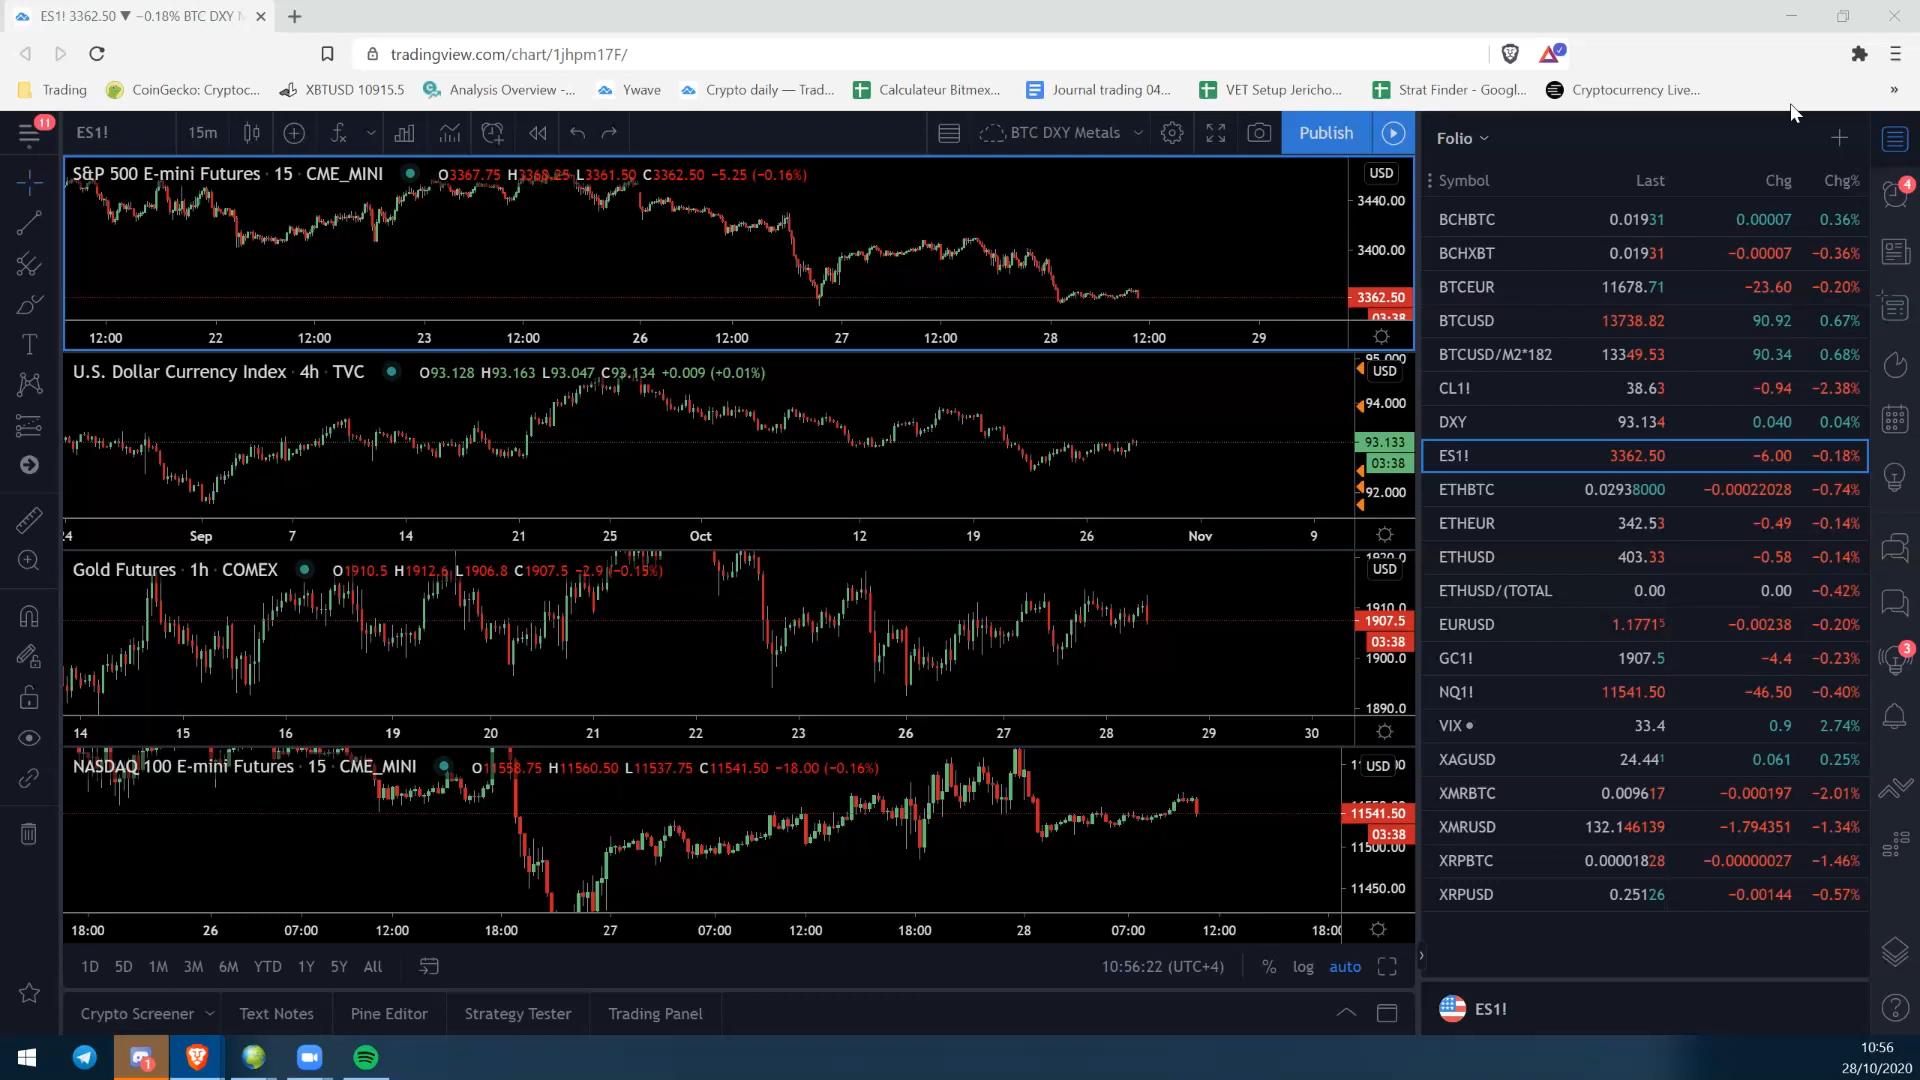 ES1! 3362.50 ▼ −0.18% BTC DXY
tradingview.com/chart/1jhpm17F/
Trading CoinGecko: Cryptoc... XBTUSD 10915.5 Analysis Overview -... Ywave Crypto daily — Trad... Calculateur Bitmex... Journal trading 04... VET Setup Jericho... Strat Finder - Googl... Cryptocurrency Live... »
11 ES1! 15m BTC DXY Metals Publish
S&P 500 E-mini Futures · 15 · CME_MINI O3367.75 H3368.25 L3361.50 C3362.50 −5.25 (−0.16%)
USD
3440.00
3400.00
3362.50
03:38
12:00 22 12:00 23 12:00 26 12:00 27 12:00 28 12:00 29
U.S. Dollar Currency Index · 4h · TVC O93.128 H93.163 L93.047 C93.134 +0.009 (+0.01%)
95.000
USD
94.000
93.133
03:38
92.000
24 Sep 7 14 21 25 Oct 12 19 26 Nov 9
Gold Futures · 1h · COMEX O1910.5 H1912.6 L1906.8 C1907.5 −2.9 (−0.15%)
1920.0
USD
1910.0
1907.5
03:38
1900.0
1890.0
14 15 16 19 20 21 22 23 26 27 28 29 30
NASDAQ 100 E-mini Futures · 15 · CME_MINI O11558.75 H11560.50 L11537.75 C11541.50 −18.00 (−0.16%)
USD
11541.50
03:38
11500.00
11450.00
18:00 26 07:00 12:00 18:00 27 07:00 12:00 18:00 28 07:00 12:00 18:00
1D 5D 1M 3M 6M YTD 1Y 5Y All 10:56:22 (UTC+4) % log auto
Crypto Screener Text Notes Pine Editor Strategy Tester Trading Panel
Folio
Symbol Last Chg Chg%
BCHBTC 0.01931 0.00007 0.36%
BCHXBT 0.01931 −0.00007 −0.36%
BTCEUR 11678.71 −23.60 −0.20%
BTCUSD 13738.82 90.92 0.67%
BTCUSD/M2*182 13349.53 90.34 0.68%
CL1! 38.63 −0.94 −2.38%
DXY 93.134 0.040 0.04%
ES1! 3362.50 −6.00 −0.18%
ETHBTC 0.02938000 −0.00022028 −0.74%
ETHEUR 342.53 −0.49 −0.14%
ETHUSD 403.33 −0.58 −0.14%
ETHUSD/(TOTAL 0.00 0.00 −0.42%
EURUSD 1.17715 −0.00238 −0.20%
GC1! 1907.5 −4.4 −0.23%
NQ1! 11541.50 −46.50 −0.40%
VIX 33.4 0.9 2.74%
XAGUSD 24.441 0.061 0.25%
XMRBTC 0.009617 −0.000197 −2.01%
XMRUSD 132.146139 −1.794351 −1.34%
XRPBTC 0.00001828 −0.00000027 −1.46%
XRPUSD 0.25126 −0.00144 −0.57%
ES1!
4
3
1
10:56
28/10/2020